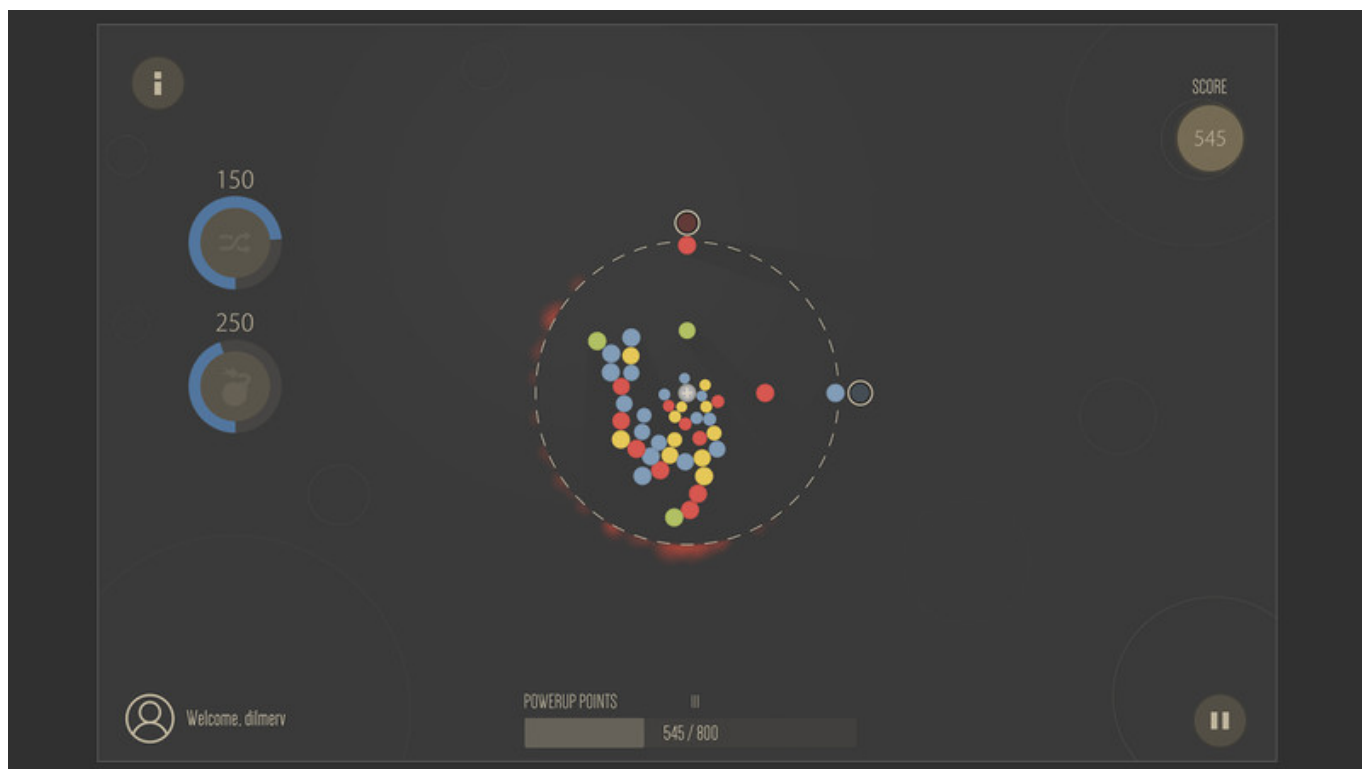 SCORE
545
150
250
POWERUP POINTS III
545 / 800
Welcome, dilmerv